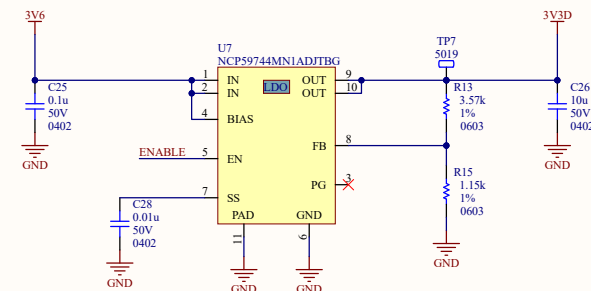 3V6
3V3D
U7
NCP59744MN1ADJTBG
TP7
5019
C25
0.1u
50V
0402
GND
1
IN
2
IN
4
BIAS
5
EN
7
SS
LDO
OUT
9
OUT
10
FB
8
PG
3
PAD
GND
11
6
ENABLE
C28
0.01u
50V
0402
GND
GND
GND
R13
3.57k
1%
0603
R15
1.15k
1%
0603
GND
C26
10u
50V
0402
GND